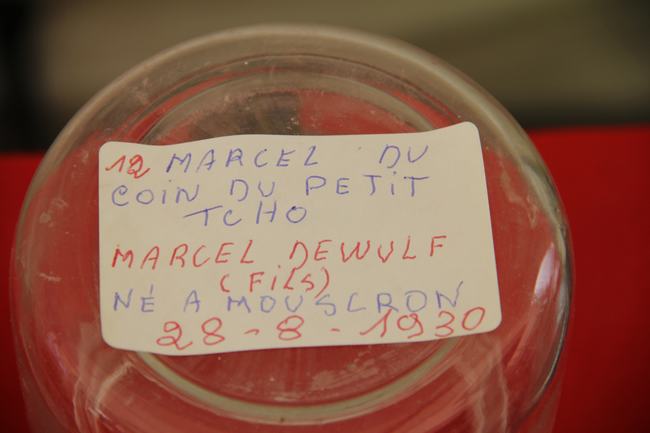 12 MARCEL DU
COIN DU PETIT
TCHO
MARCEL DEWULF
(FILS)
NÉ A MOUSCRON
28-8-1930